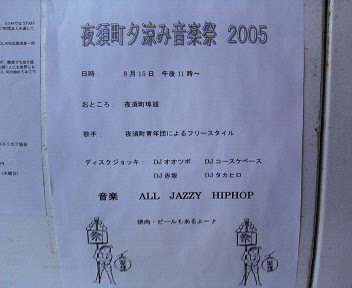 夜須町夕涼み音楽祭 2005
日時： 8月15日 午後11時～
おところ： 夜須町埠頭
歌手： 夜須町青年団によるフリースタイル
ディスクジョッキ： DJ オオツボ DJ コースケベース
DJ 赤坂 DJ タカヒロ
音楽 ALL JAZZY HIPHOP
焼肉・ビールもあるよ～♪
祭 祭